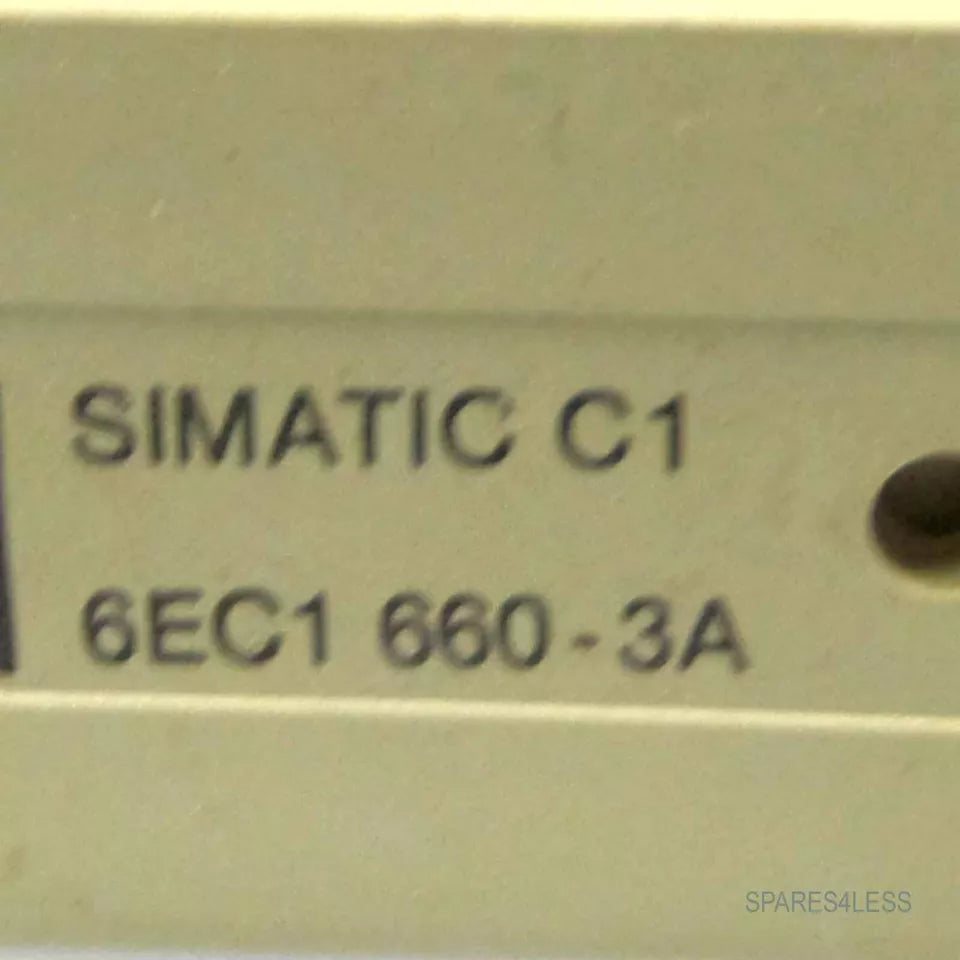 SIMATIC C1
6EC1 660-3A
SPARES4LESS